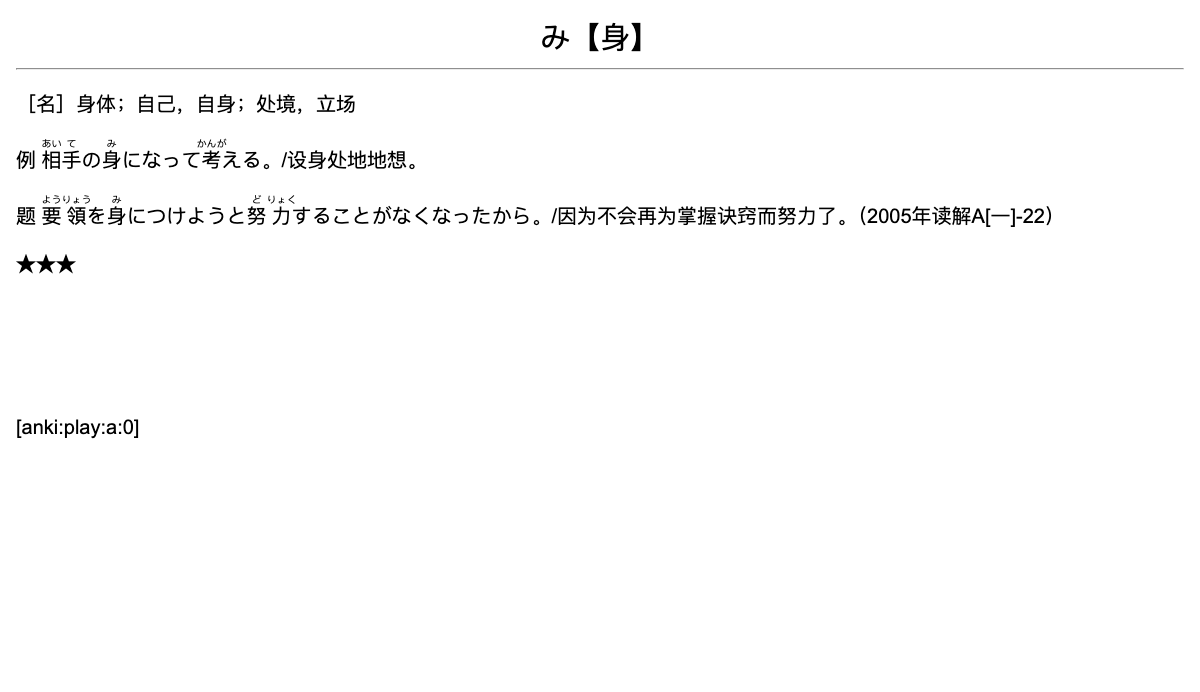 み【身】
［名］身体；自己，自身；处境，立场
あい て み かんが
例 相手の身になって考える。/设身处地地想。
ようりょう み ど りょく
题 要領を身につけようと努力することがなくなったから。/因为不会再为掌握诀窍而努力了。（2005年读解A[一]-22）
★★★
[anki:play:a:0]